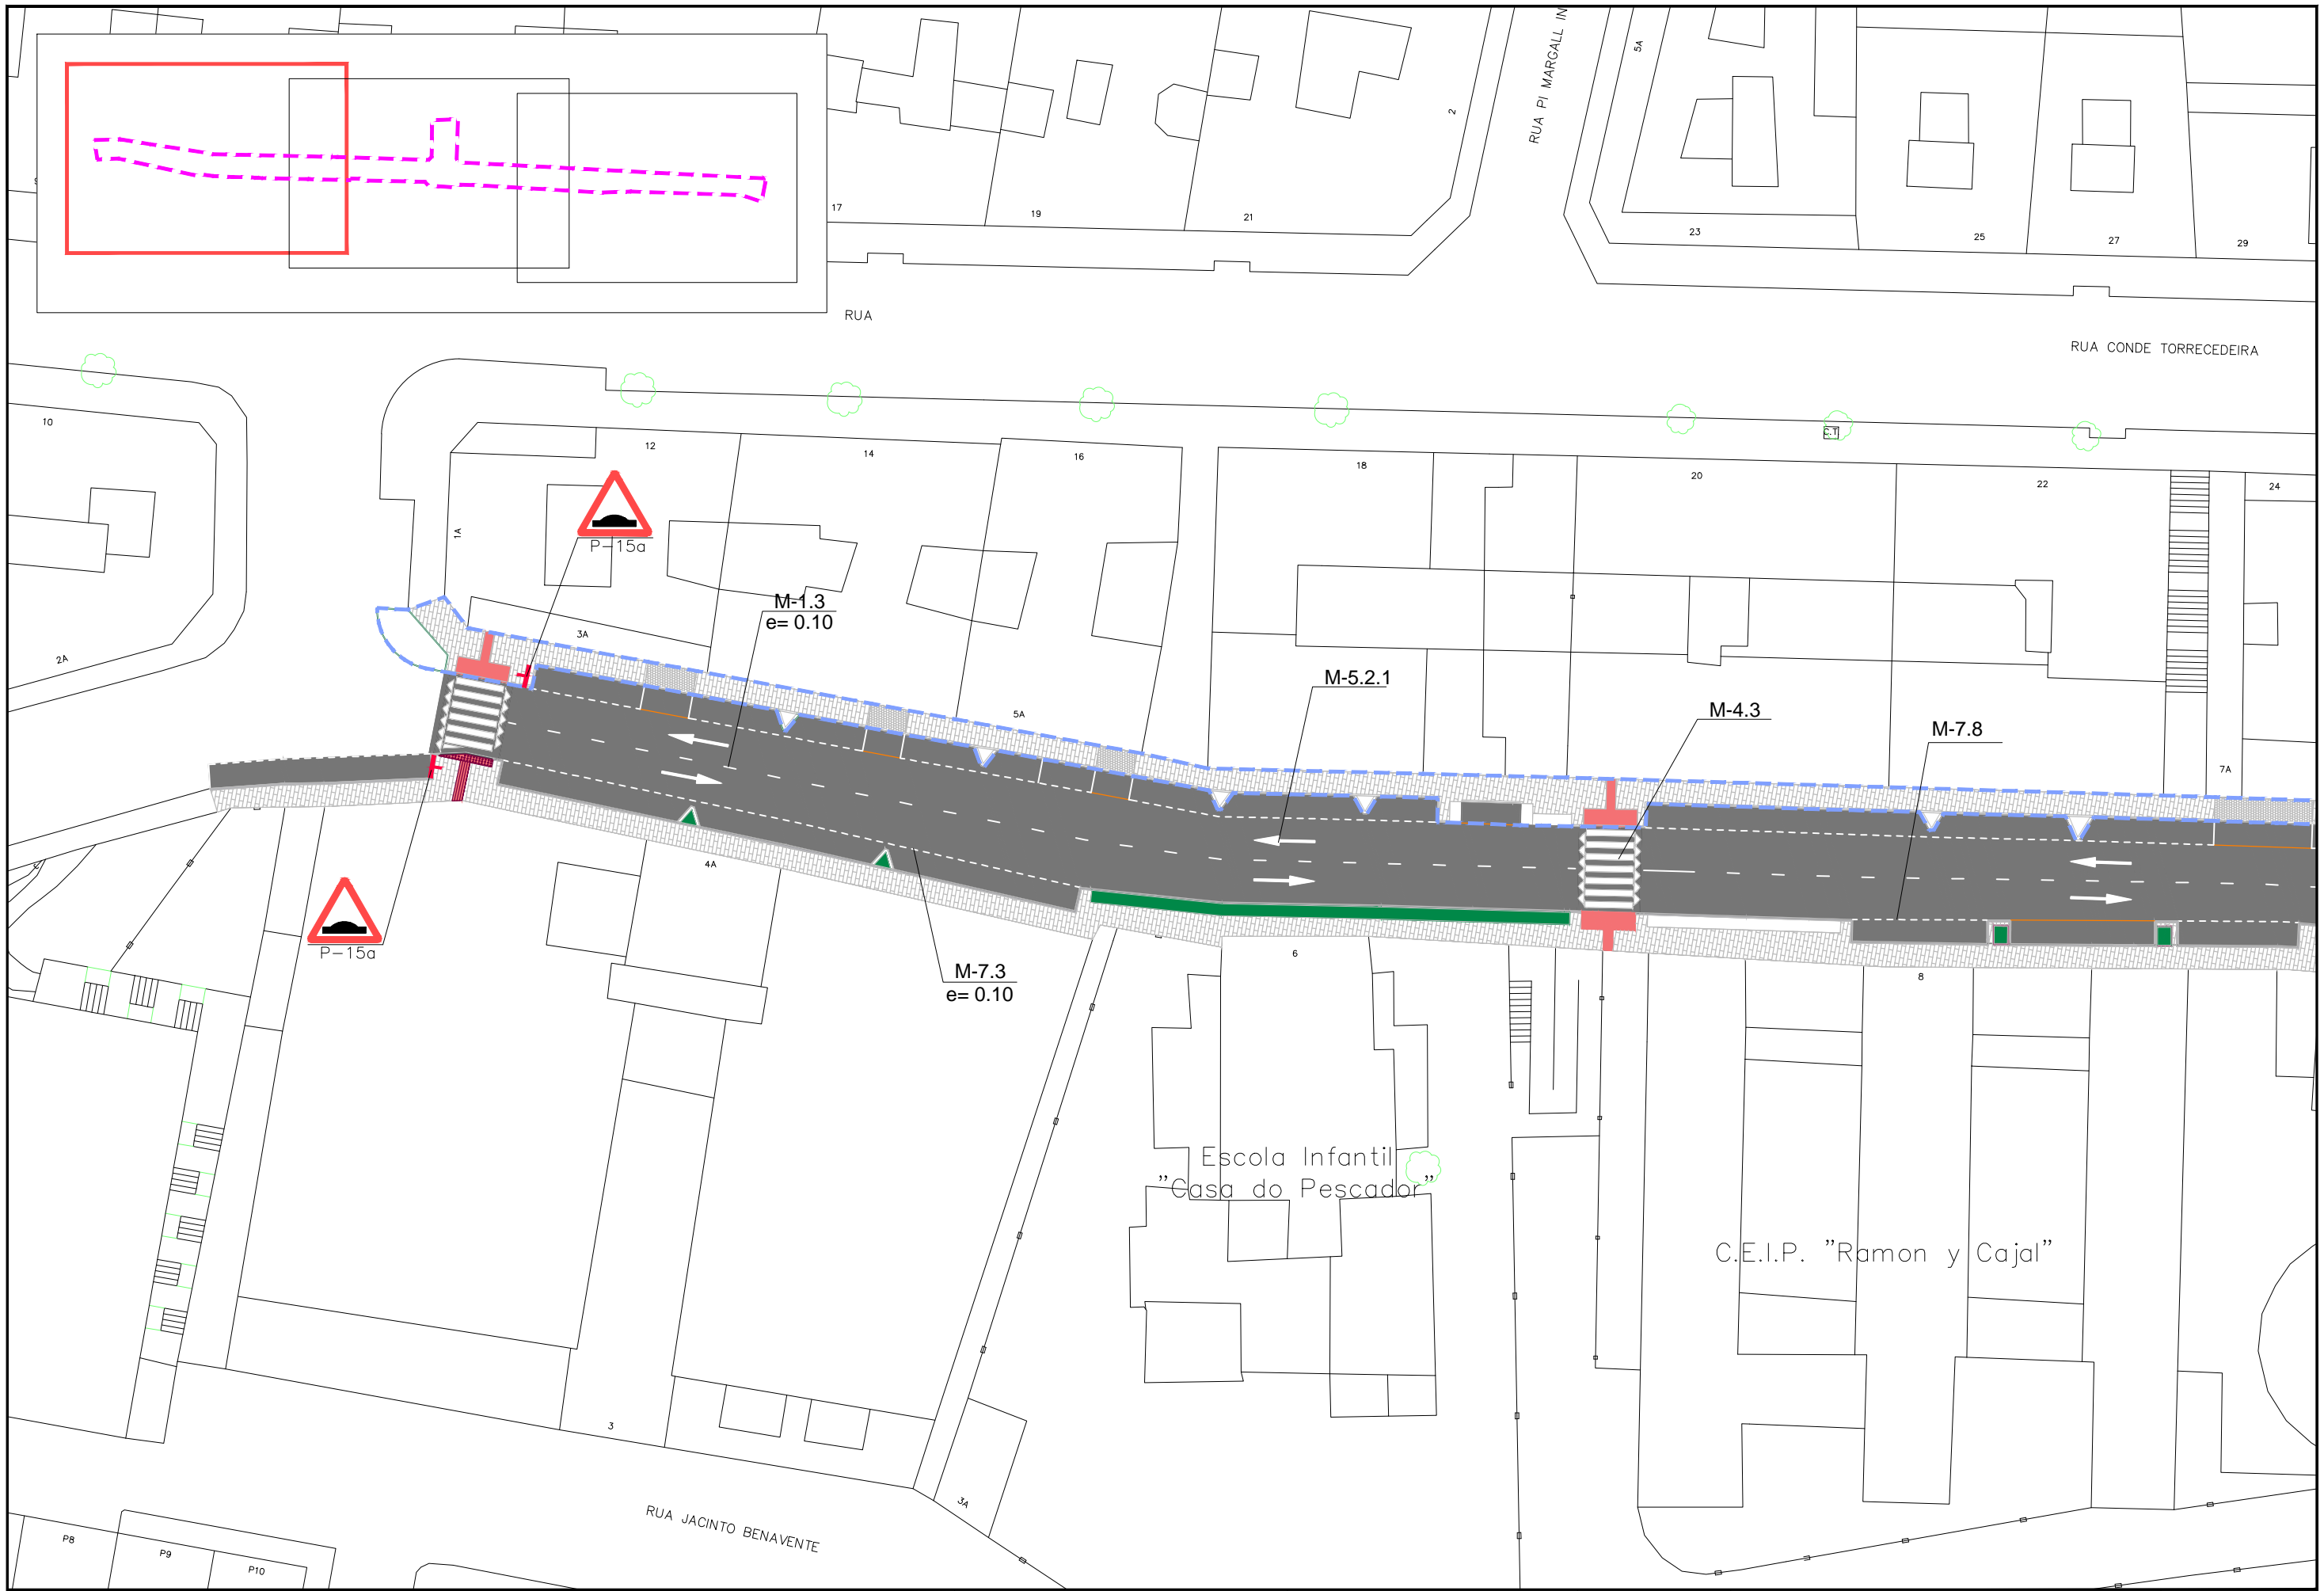 RUA PI MARGALL IN
5A
2
9
17
19
21
23
25
27
29
RUA
RUA CONDE TORRECEDEIRA
10
12
14
16
18
C.T.
20
22
24
1A
P-15a
M-1.3
e= 0.10
3A
2A
5A
M-5.2.1
M-4.3
M-7.8
7A
4A
P-15a
M-7.3
e= 0.10
6
8
Escola Infantil
"Casa do Pescador"
C.E.I.P. "Ramon y Cajal"
3
3A
RUA JACINTO BENAVENTE
P8
P9
P10